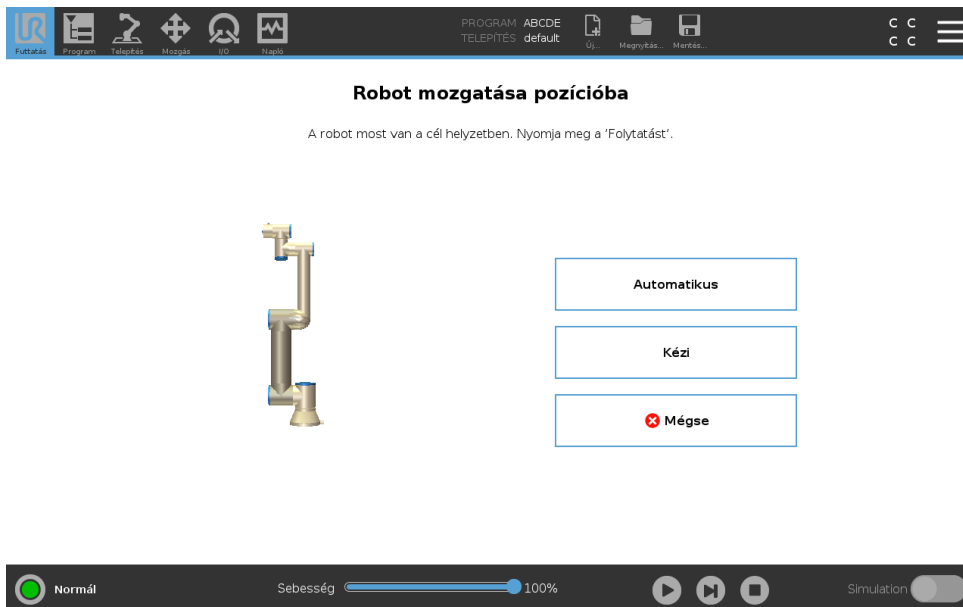 Futtatás
Program
Telepítés
Mozgás
I/O
Napló
PROGRAM ABCDE
TELEPÍTÉS default
Új...
Megnyitás...
Mentés...
C C
C C
Robot mozgatása pozícióba
A robot most van a cél helyzetben. Nyomja meg a ‘Folytatást’.
Automatikus
Kézi
Mégse
Normál
Sebesség
100%
Simulation